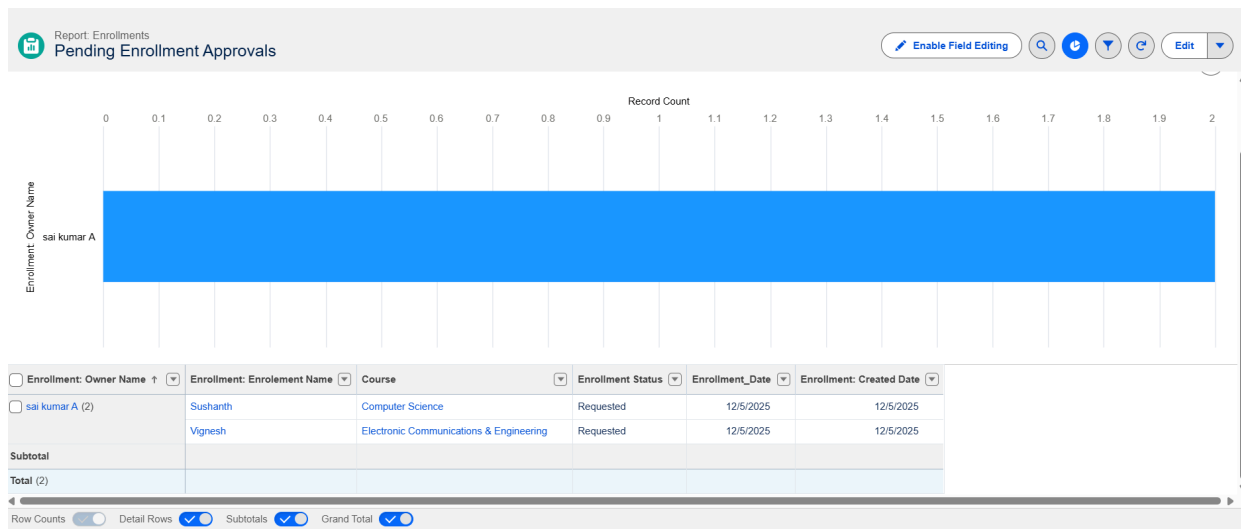 Report: Enrollments
Pending Enrollment Approvals
Enable Field Editing
Edit
Record Count
0 0.1 0.2 0.3 0.4 0.5 0.6 0.7 0.8 0.9 1 1.1 1.2 1.3 1.4 1.5 1.6 1.7 1.8 1.9 2
Enrollment: Owner Name
sai kumar A
Enrollment: Owner Name ↑ Enrollment: Enrolement Name Course Enrollment Status Enrollment_Date Enrollment: Created Date
sai kumar A (2) Sushanth Computer Science Requested 12/5/2025 12/5/2025
Vignesh Electronic Communications & Engineering Requested 12/5/2025 12/5/2025
Subtotal
Total (2)
Row Counts Detail Rows Subtotals Grand Total